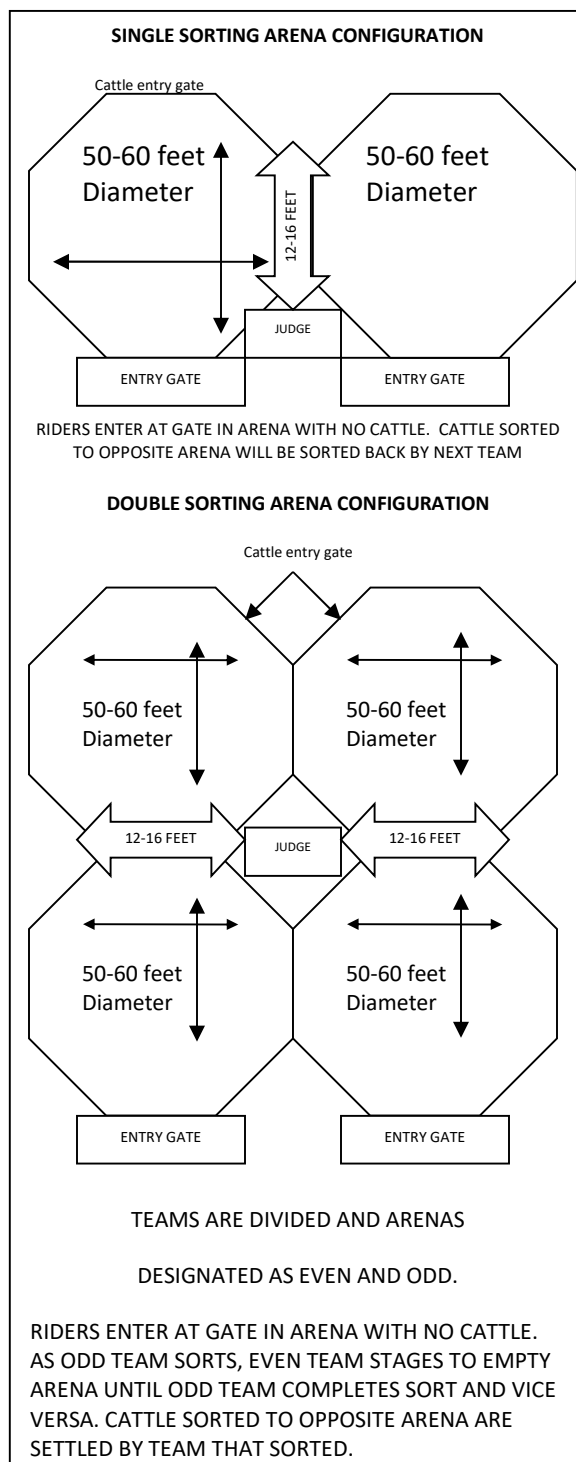 SINGLE SORTING ARENA CONFIGURATION
Cattle entry gate
50-60 feet
Diameter
50-60 feet
Diameter
12-16 FEET
JUDGE
ENTRY GATE
ENTRY GATE
RIDERS ENTER AT GATE IN ARENA WITH NO CATTLE.  CATTLE SORTED
TO OPPOSITE ARENA WILL BE SORTED BACK BY NEXT TEAM
DOUBLE SORTING ARENA CONFIGURATION
Cattle entry gate
50-60 feet
Diameter
50-60 feet
Diameter
12-16 FEET
JUDGE
12-16 FEET
50-60 feet
Diameter
50-60 feet
Diameter
ENTRY GATE
ENTRY GATE
TEAMS ARE DIVIDED AND ARENAS
DESIGNATED AS EVEN AND ODD.
RIDERS ENTER AT GATE IN ARENA WITH NO CATTLE.
AS ODD TEAM SORTS, EVEN TEAM STAGES TO EMPTY
ARENA UNTIL ODD TEAM COMPLETES SORT AND VICE
VERSA. CATTLE SORTED TO OPPOSITE ARENA ARE
SETTLED BY TEAM THAT SORTED.